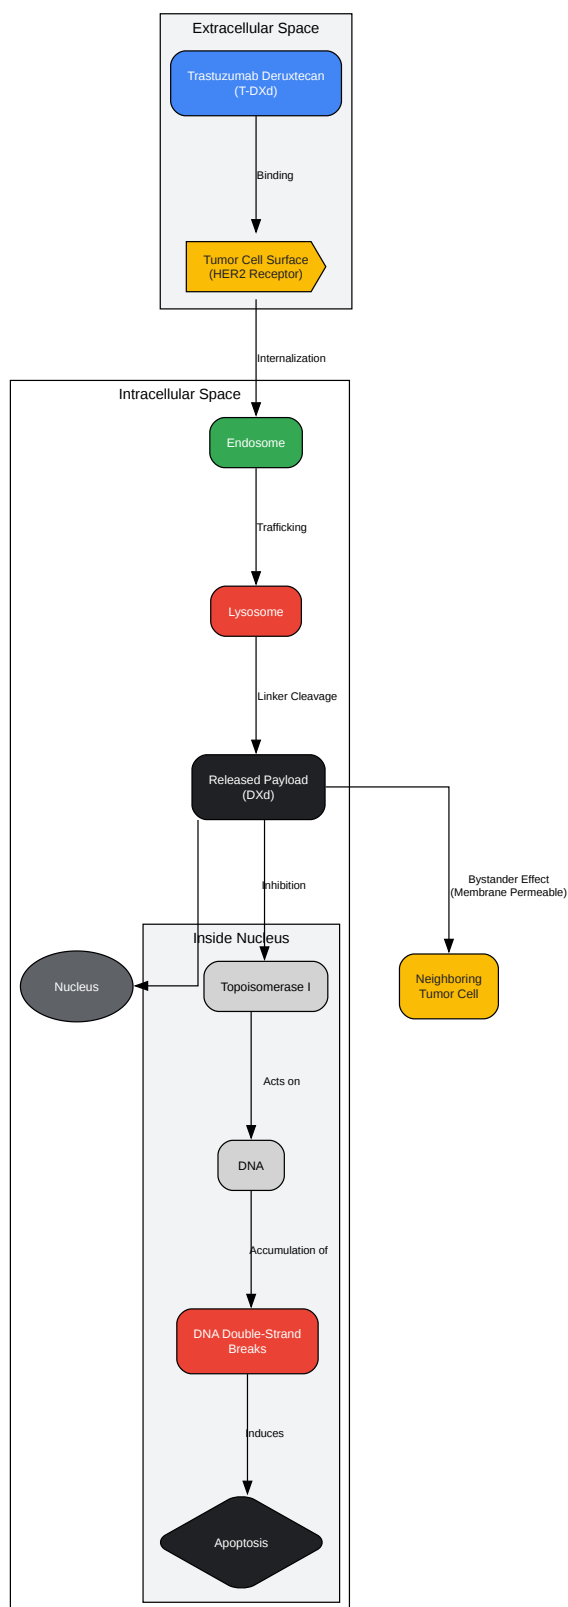 Extracellular Space
Trastuzumab Deruxtecan
(T-DXd)
Binding
Tumor Cell Surface
(HER2 Receptor)
Internalization
Intracellular Space
Endosome
Trafficking
Lysosome
Linker Cleavage
Released Payload
(DXd)
Inhibition
Bystander Effect
(Membrane Permeable)
Inside Nucleus
Nucleus
Topoisomerase I
Neighboring
Tumor Cell
Acts on
DNA
Accumulation of
DNA Double-Strand
Breaks
Induces
Apoptosis